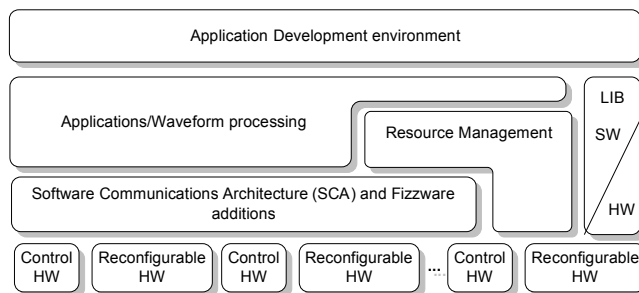 Application Development environment
Applications/Waveform processing
Resource Management
LIB
SW
HW
Software Communications Architecture (SCA) and Fizzware
additions
Control
HW
Reconfigurable
HW
Control
HW
Reconfigurable
HW
...
Control
HW
Reconfigurable
HW